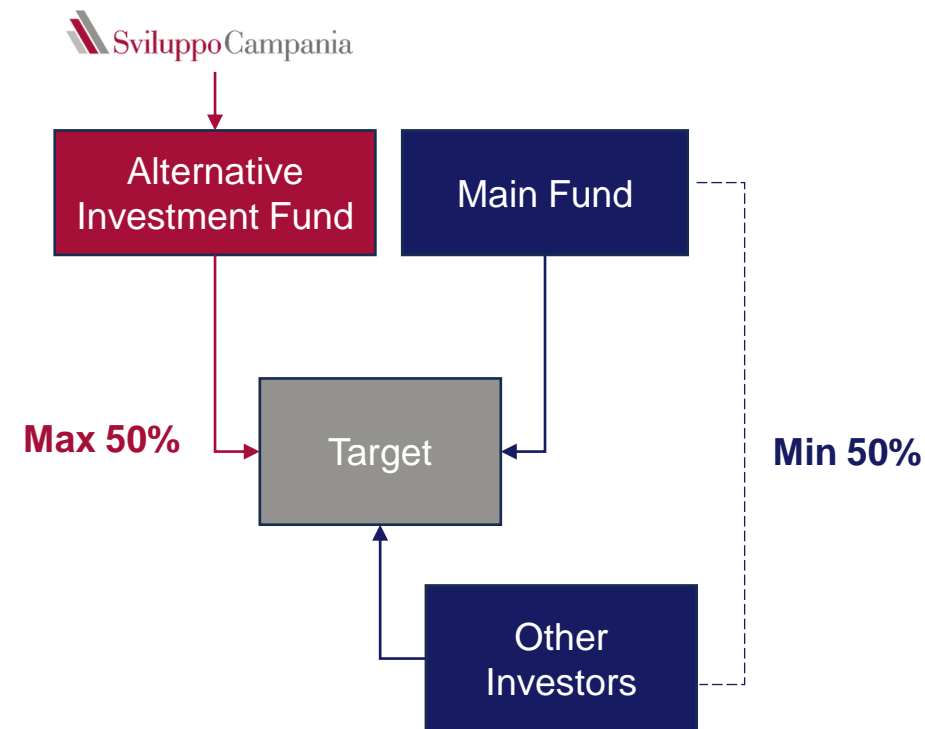 SviluppoCampania
Alternative
Investment Fund
Main Fund
Max 50%
Target
Min 50%
Other
Investors